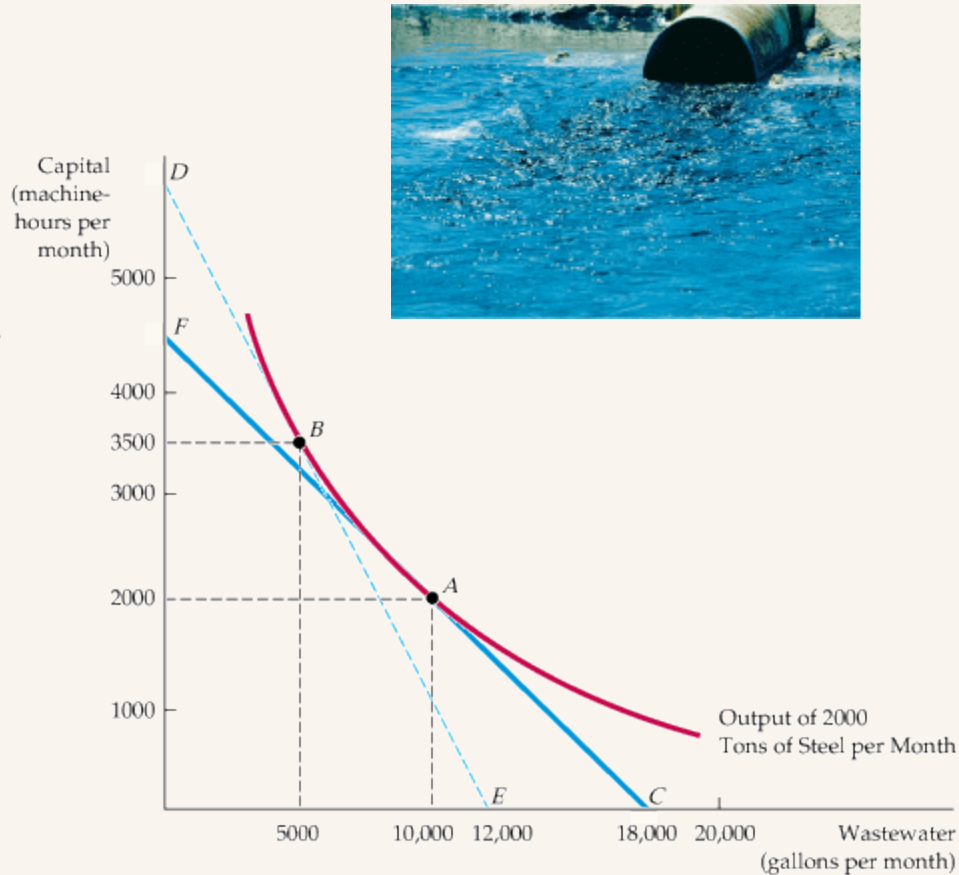 Capital
(machine-
hours per
month)
D
5000
F
4000
B
3500
3000
A
2000
1000
Output of 2000
Tons of Steel per Month
E
C
5000
10,000
12,000
18,000
20,000
Wastewater
(gallons per month)